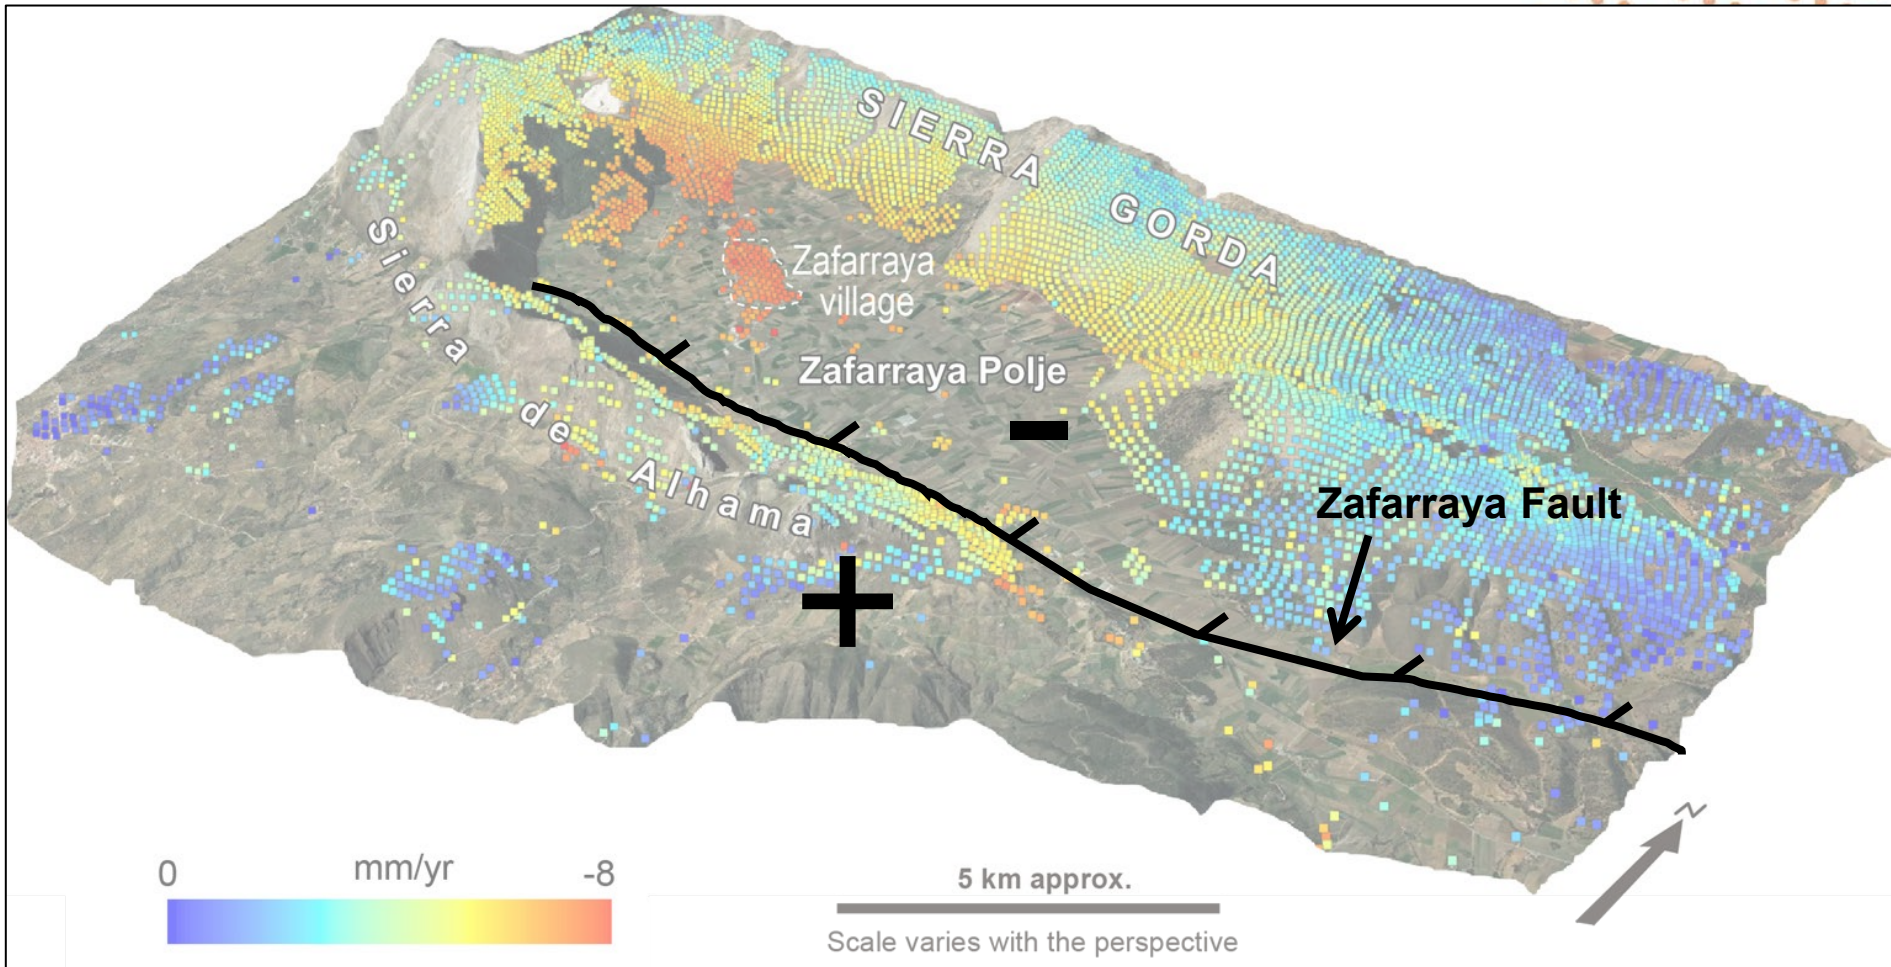 SIERRA
GORDA
Sierra
de
Alhama
Zafarraya
village
Zafarraya Polje
Zafarraya Fault
N
0 mm/yr -8
5 km approx.
Scale varies with the perspective